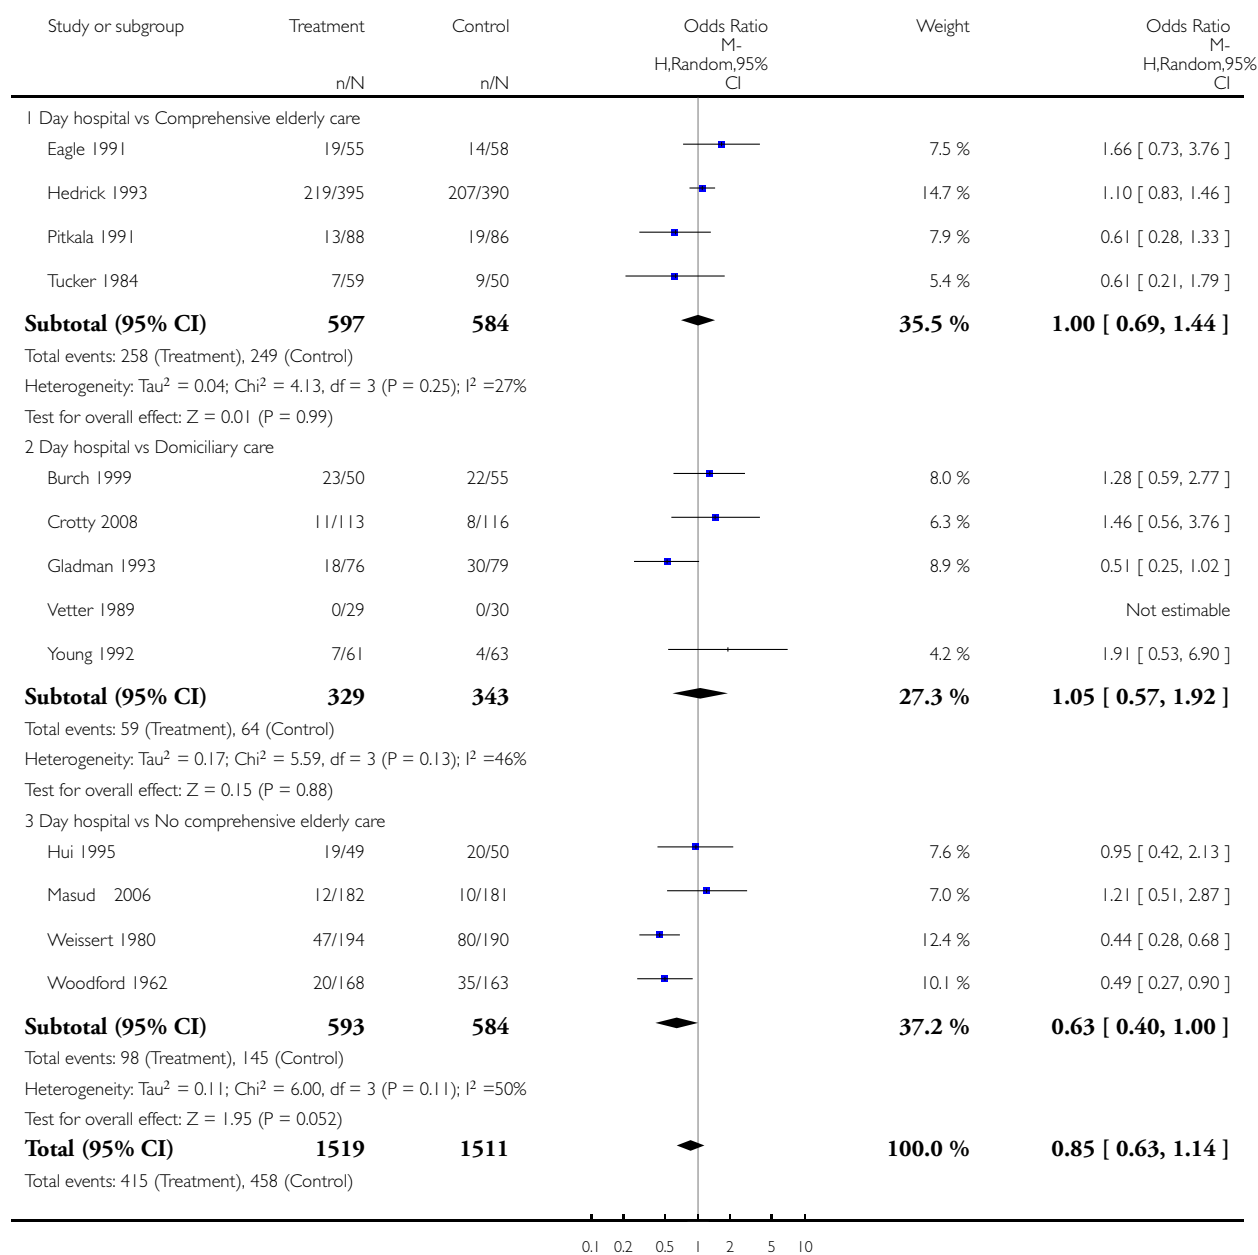 Study or subgroup Treatment Control Odds Ratio Weight Odds Ratio
M- M-
H,Random,95% H,Random,95%
n/N n/N CI CI
1 Day hospital vs Comprehensive elderly care
Eagle 1991 19/55 14/58 7.5 % 1.66 [ 0.73, 3.76 ]
Hedrick 1993 219/395 207/390 14.7 % 1.10 [ 0.83, 1.46 ]
Pitkala 1991 13/88 19/86 7.9 % 0.61 [ 0.28, 1.33 ]
Tucker 1984 7/59 9/50 5.4 % 0.61 [ 0.21, 1.79 ]
Subtotal (95% CI) 597 584 35.5 % 1.00 [ 0.69, 1.44 ]
Total events: 258 (Treatment), 249 (Control)
Heterogeneity: Tau² = 0.04; Chi² = 4.13, df = 3 (P = 0.25); I² =27%
Test for overall effect: Z = 0.01 (P = 0.99)
2 Day hospital vs Domiciliary care
Burch 1999 23/50 22/55 8.0 % 1.28 [ 0.59, 2.77 ]
Crotty 2008 11/113 8/116 6.3 % 1.46 [ 0.56, 3.76 ]
Gladman 1993 18/76 30/79 8.9 % 0.51 [ 0.25, 1.02 ]
Vetter 1989 0/29 0/30 Not estimable
Young 1992 7/61 4/63 4.2 % 1.91 [ 0.53, 6.90 ]
Subtotal (95% CI) 329 343 27.3 % 1.05 [ 0.57, 1.92 ]
Total events: 59 (Treatment), 64 (Control)
Heterogeneity: Tau² = 0.17; Chi² = 5.59, df = 3 (P = 0.13); I² =46%
Test for overall effect: Z = 0.15 (P = 0.88)
3 Day hospital vs No comprehensive elderly care
Hui 1995 19/49 20/50 7.6 % 0.95 [ 0.42, 2.13 ]
Masud 2006 12/182 10/181 7.0 % 1.21 [ 0.51, 2.87 ]
Weissert 1980 47/194 80/190 12.4 % 0.44 [ 0.28, 0.68 ]
Woodford 1962 20/168 35/163 10.1 % 0.49 [ 0.27, 0.90 ]
Subtotal (95% CI) 593 584 37.2 % 0.63 [ 0.40, 1.00 ]
Total events: 98 (Treatment), 145 (Control)
Heterogeneity: Tau² = 0.11; Chi² = 6.00, df = 3 (P = 0.11); I² =50%
Test for overall effect: Z = 1.95 (P = 0.052)
Total (95% CI) 1519 1511 100.0 % 0.85 [ 0.63, 1.14 ]
Total events: 415 (Treatment), 458 (Control)
0.1 0.2 0.5 1 2 5 10